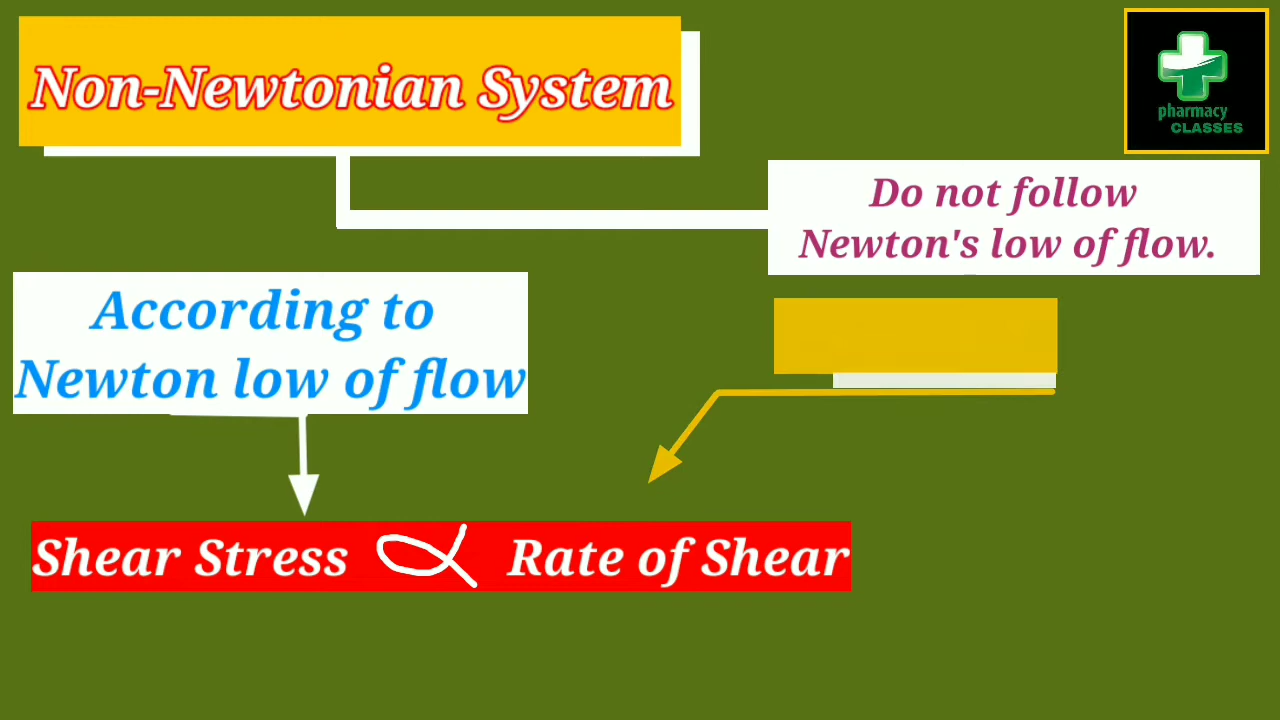 Non-Newtonian System
pharmacy
CLASSES
Do not follow
Newton's low of flow.
According to
Newton low of flow
Shear Stress ∝ Rate of Shear